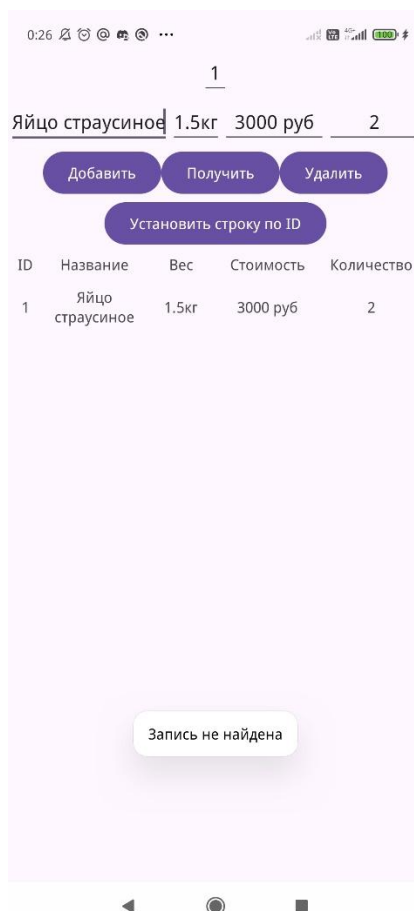 0:26
1
Яйцо страусиное 1.5кг 3000 руб 2
Добавить Получить Удалить
Установить строку по ID
ID Название Вес Стоимость Количество
1 Яйцо страусиное 1.5кг 3000 руб 2
Запись не найдена